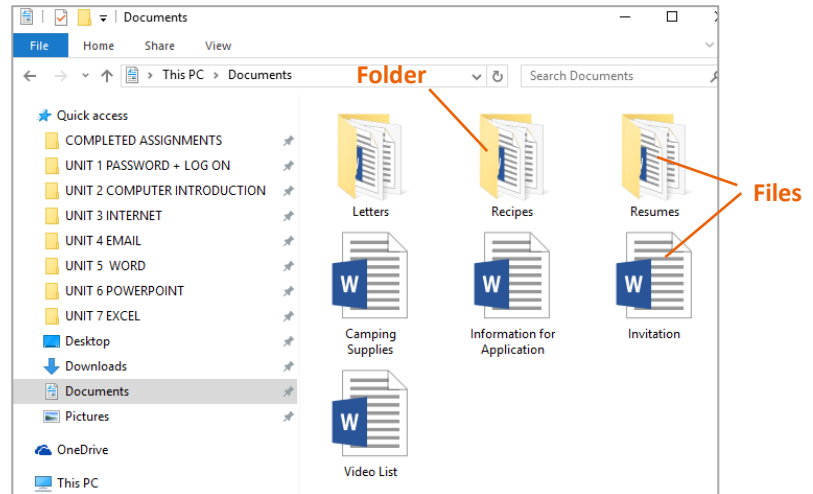 Documents
File Home Share View
This PC > Documents
Search Documents
Folder
Files
Quick access
COMPLETED ASSIGNMENTS
UNIT 1 PASSWORD + LOG ON
UNIT 2 COMPUTER INTRODUCTION
UNIT 3 INTERNET
UNIT 4 EMAIL
UNIT 5 WORD
UNIT 6 POWERPOINT
UNIT 7 EXCEL
Desktop
Downloads
Documents
Pictures
OneDrive
This PC
Letters Recipes Resumes
W W W
Camping Information for Invitation
Supplies Application
W
Video List